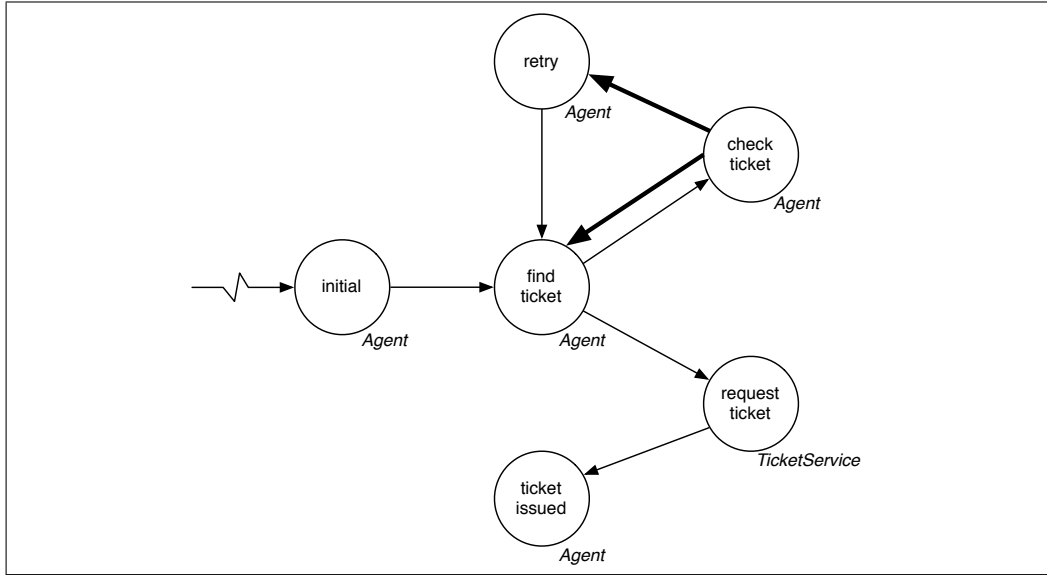 retry
Agent
check
ticket
Agent
initial
Agent
find
ticket
Agent
request
ticket
TicketService
ticket
issued
Agent